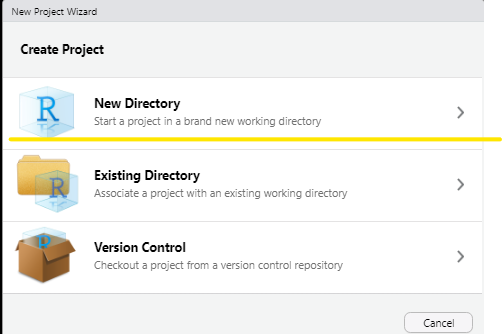 New Project Wizard
Create Project
R
New Directory
Start a project in a brand new working directory
R
Existing Directory
Associate a project with an existing working directory
R
Version Control
Checkout a project from a version control repository
Cancel